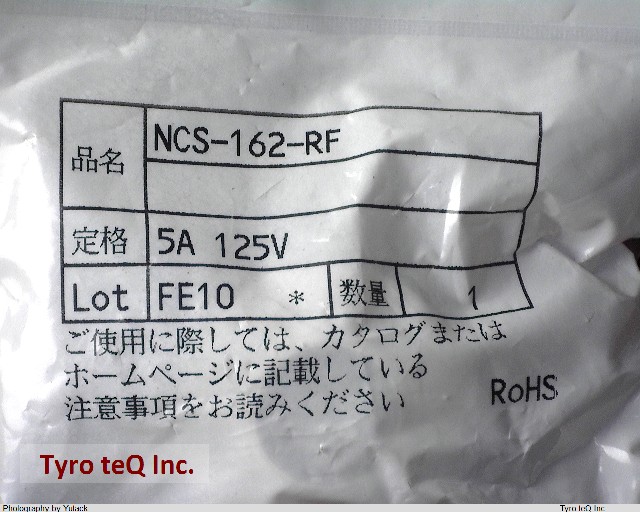 品名 NCS-162-RF
定格 5A 125V
Lot FE10 * 数量 1
ご使用に際しては、カタログまたは
ホームページに記載している
注意事項をお読みください
RoHS
Tyro teQ Inc.
Photography by Yutack
Tyro teQ Inc